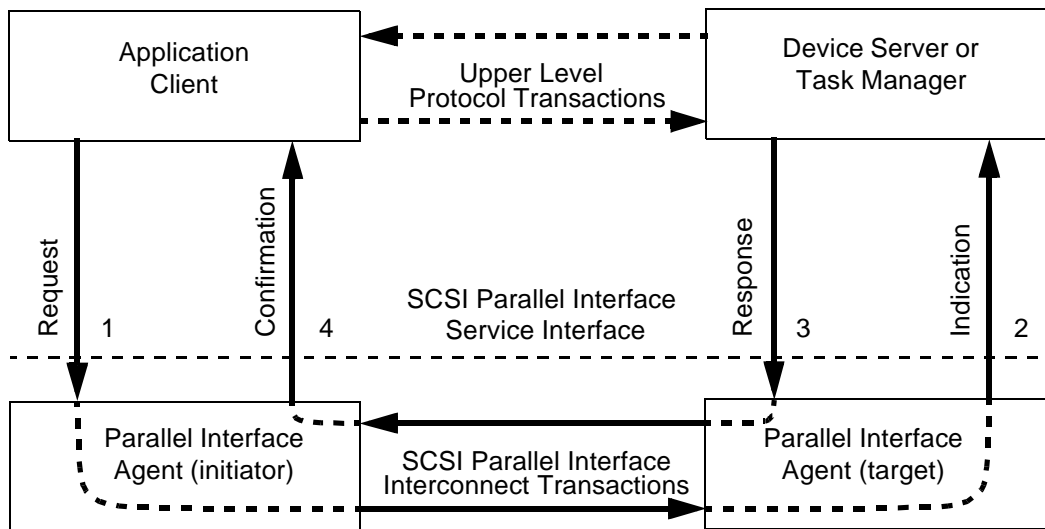 Application
Client
Upper Level
Protocol Transactions
Device Server or
Task Manager
Request
1
Confirmation
4
SCSI Parallel Interface
Service Interface
Response
3
Indication
2
Parallel Interface
Agent (initiator)
SCSI Parallel Interface
Interconnect Transactions
Parallel Interface
Agent (target)